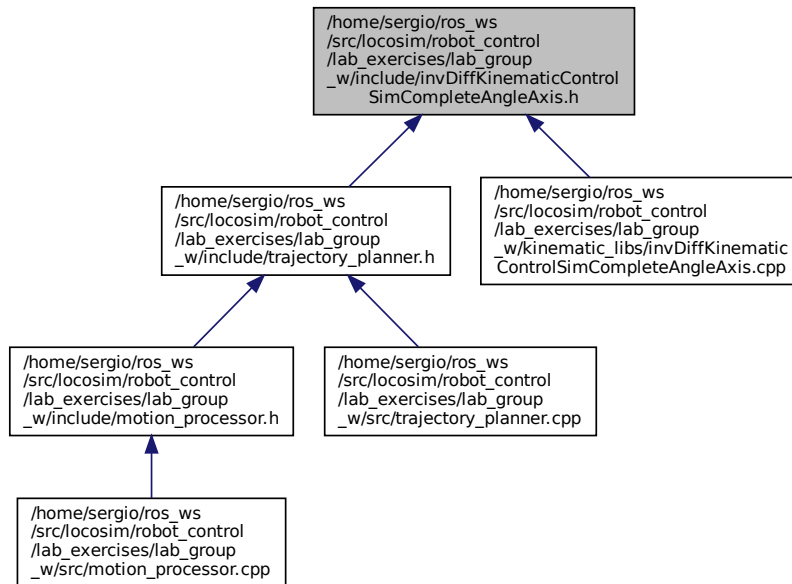 /home/sergio/ros_ws
/src/locosim/robot_control
/lab_exercises/lab_group
_w/include/invDiffKinematicControl
SimCompleteAngleAxis.h
/home/sergio/ros_ws
/src/locosim/robot_control
/lab_exercises/lab_group
_w/include/trajectory_planner.h
/home/sergio/ros_ws
/src/locosim/robot_control
/lab_exercises/lab_group
_w/kinematic_libs/invDiffKinematic
ControlSimCompleteAngleAxis.cpp
/home/sergio/ros_ws
/src/locosim/robot_control
/lab_exercises/lab_group
_w/include/motion_processor.h
/home/sergio/ros_ws
/src/locosim/robot_control
/lab_exercises/lab_group
_w/src/trajectory_planner.cpp
/home/sergio/ros_ws
/src/locosim/robot_control
/lab_exercises/lab_group
_w/src/motion_processor.cpp